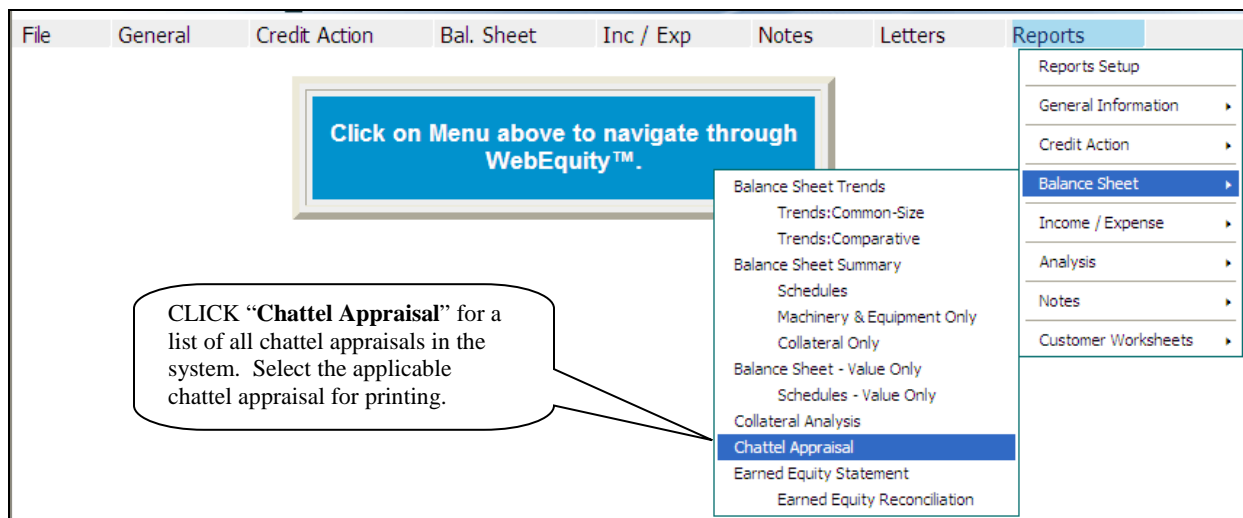 File General Credit Action Bal. Sheet Inc / Exp Notes Letters Reports
Click on Menu above to navigate through
WebEquity™.
Reports Setup
General Information
Credit Action
Balance Sheet
Income / Expense
Analysis
Notes
Customer Worksheets
Balance Sheet Trends
Trends:Common-Size
Trends:Comparative
Balance Sheet Summary
Schedules
Machinery & Equipment Only
Collateral Only
Balance Sheet - Value Only
Schedules - Value Only
Collateral Analysis
Chattel Appraisal
Earned Equity Statement
Earned Equity Reconciliation
CLICK “Chattel Appraisal” for a
list of all chattel appraisals in the
system. Select the applicable
chattel appraisal for printing.